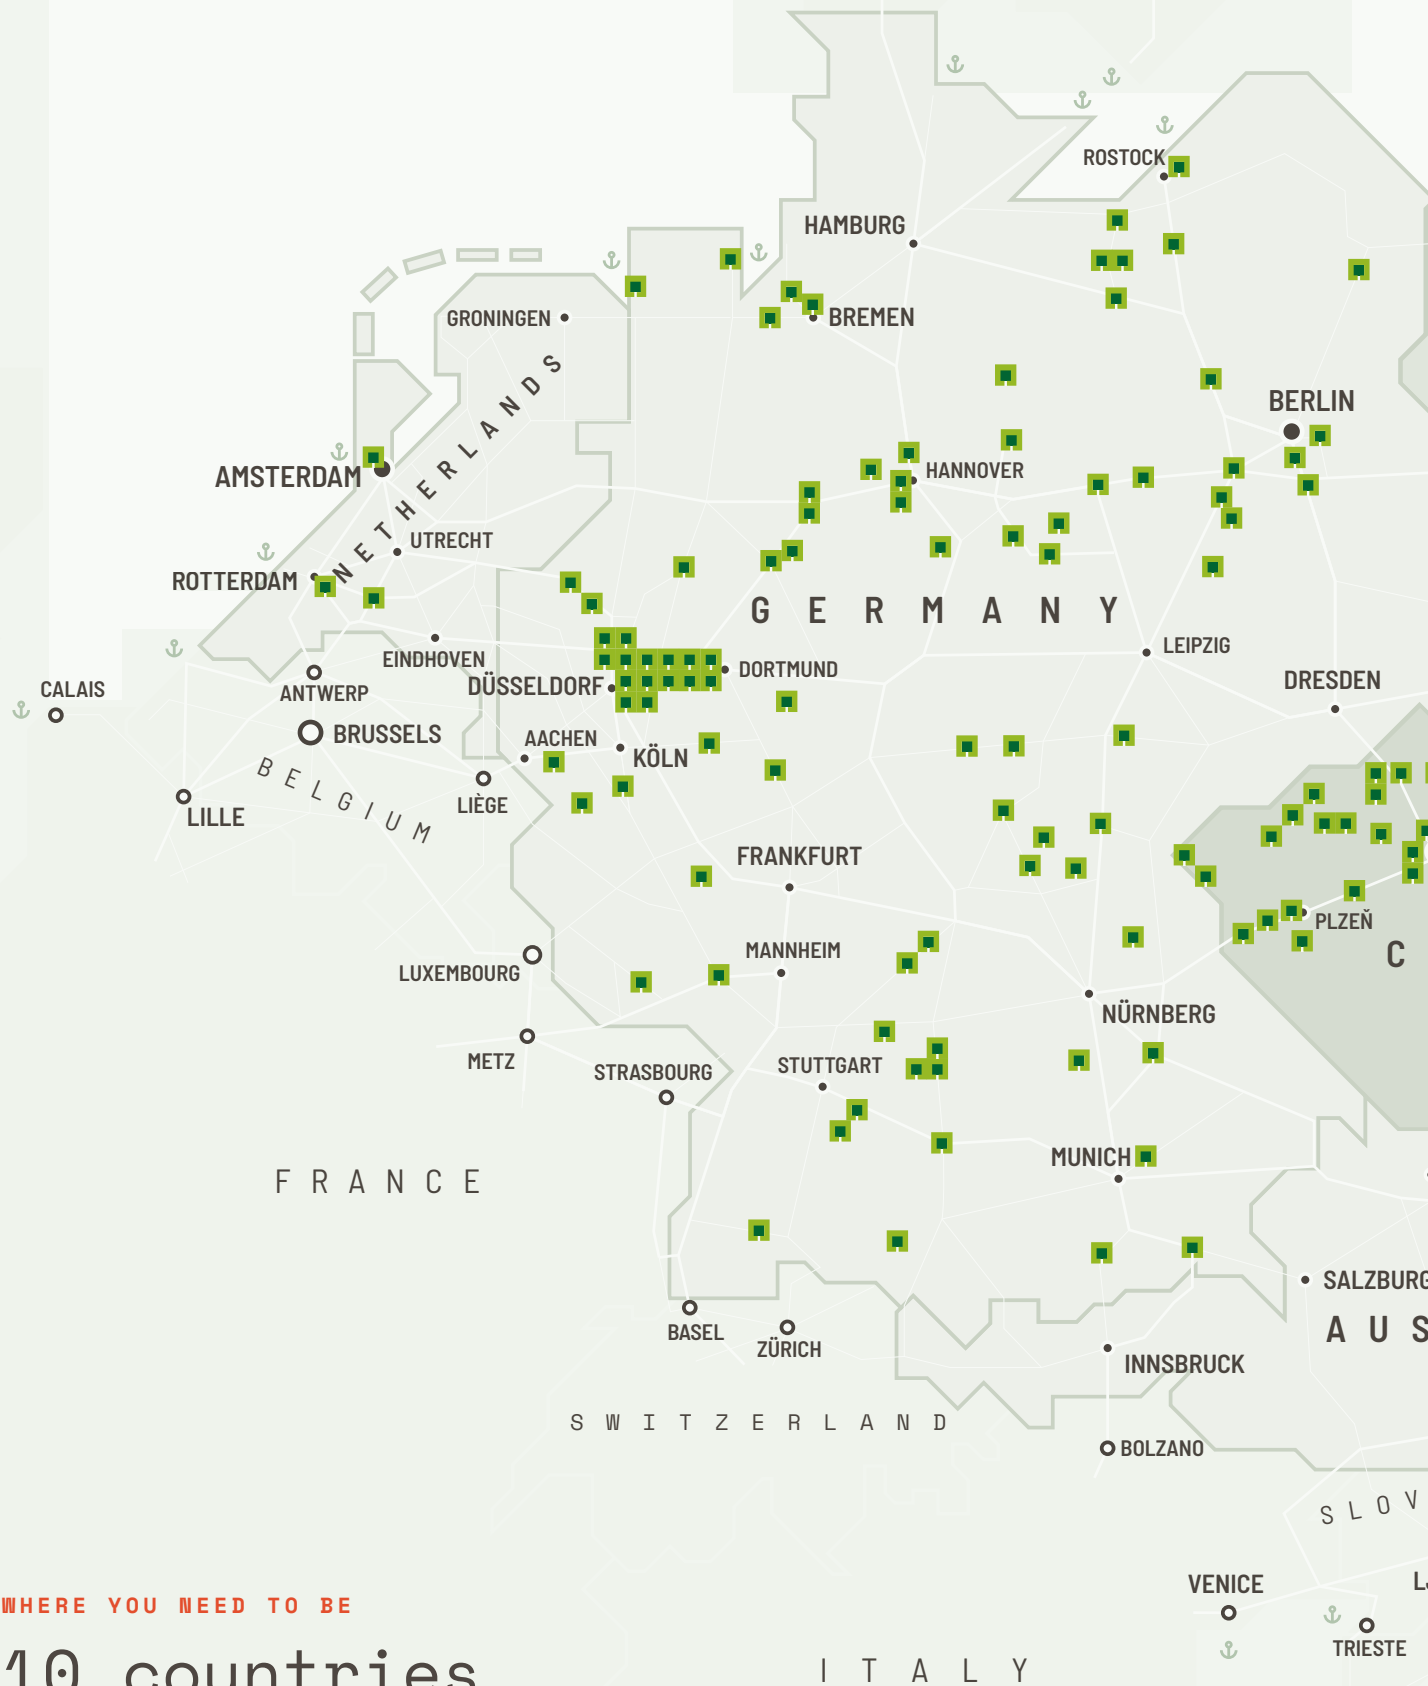 ROSTOCK
HAMBURG
GRONINGEN
BREMEN
NETHERLANDS
BERLIN
AMSTERDAM
HANNOVER
UTRECHT
ROTTERDAM
GERMANY
EINDHOVEN
LEIPZIG
DORTMUND
DÜSSELDORF
DRESDEN
CALAIS
ANTWERP
BRUSSELS
AACHEN
KÖLN
BELGIUM
LIÈGE
LILLE
FRANKFURT
PLZEŇ
C
MANNHEIM
LUXEMBOURG
NÜRNBERG
METZ
STRASBOURG
STUTTGART
FRANCE
MUNICH
SALZBURG
AUS
BASEL
ZÜRICH
INNSBRUCK
SWITZERLAND
BOLZANO
SLOV
VENICE
L
WHERE YOU NEED TO BE
TRIESTE
10 countries
ITALY